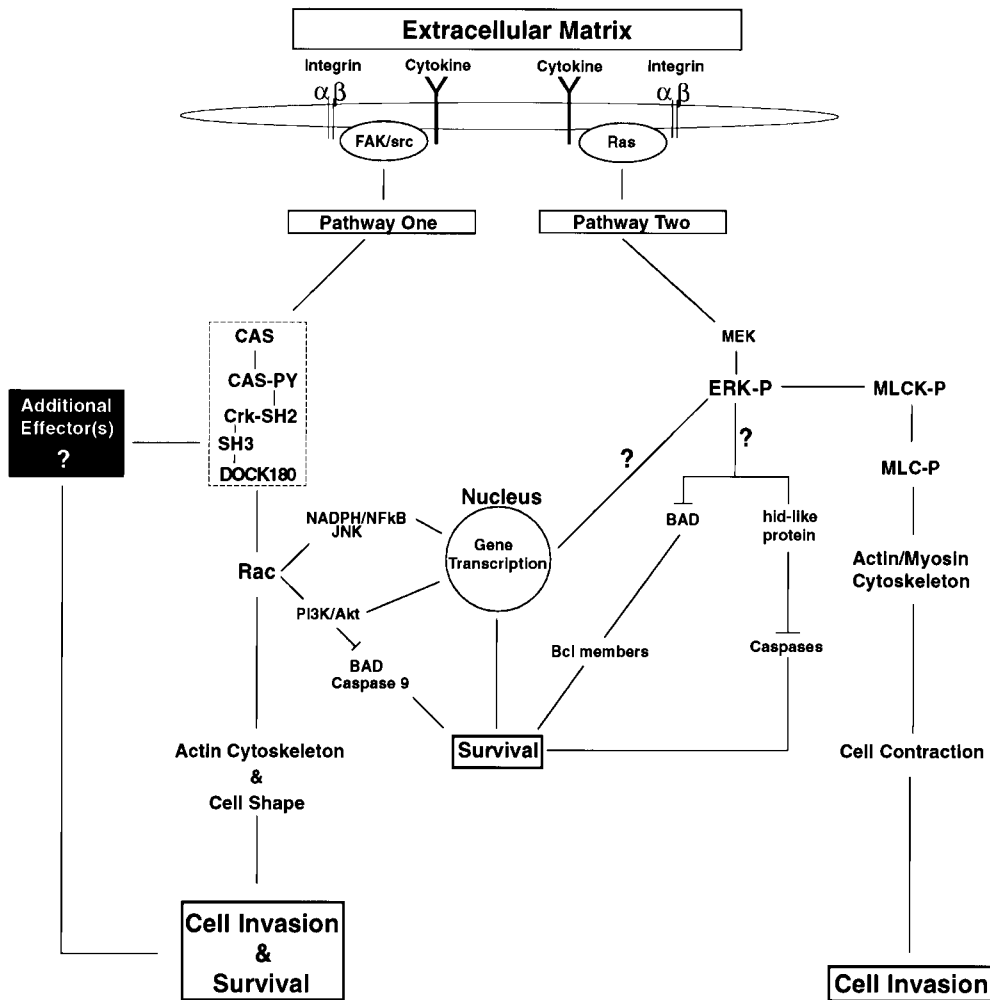 Extracellular Matrix
Integrin
Cytokine
Cytokine
Integrin
αβ
αβ
FAK/src
Ras
Pathway One
Pathway Two
CAS
CAS-PY
Crk-SH2
SH3
DOCK180
Additional
Effector(s)
?
MEK
ERK-P
MLCK-P
?
?
MLC-P
Nucleus
Gene
Transcription
NADPH/NFkB
JNK
Rac
PI3K/Akt
BAD
Caspase 9
BAD
hid-like
protein
Actin/Myosin
Cytoskeleton
Bcl members
Caspases
Survival
Actin Cytoskeleton
&
Cell Shape
Cell Contraction
Cell Invasion
&
Survival
Cell Invasion